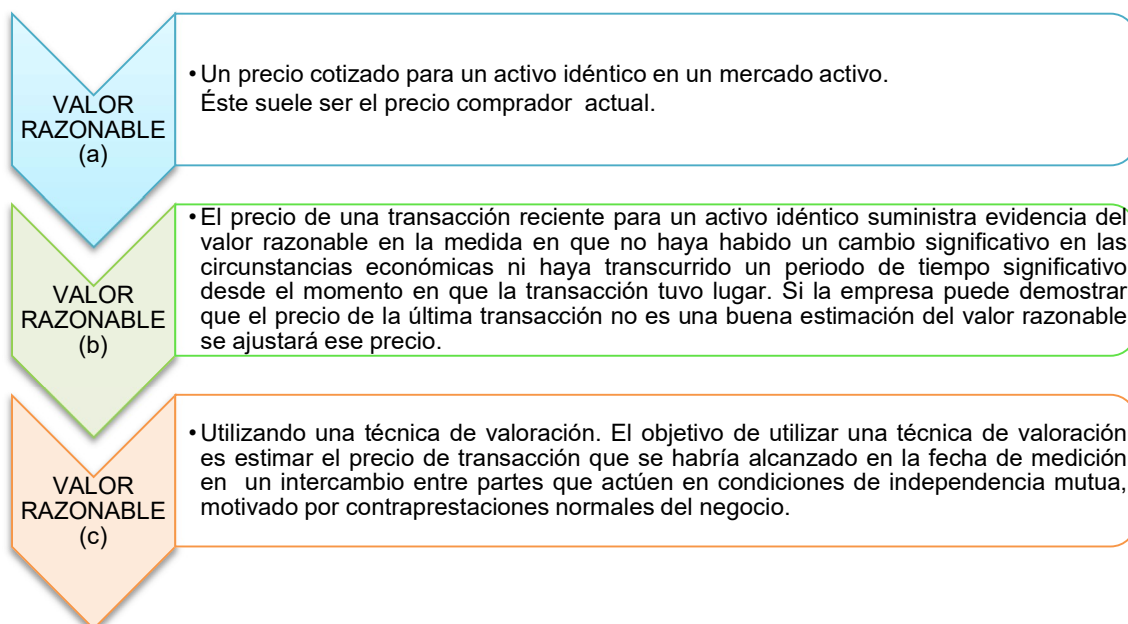 VALOR
RAZONABLE
(a)
•Un precio cotizado para un activo idéntico en un mercado activo.
Éste suele ser el precio comprador actual.
VALOR
RAZONABLE
(b)
•El precio de una transacción reciente para un activo idéntico suministra evidencia del
valor razonable en la medida en que no haya habido un cambio significativo en las
circunstancias económicas ni haya transcurrido un periodo de tiempo significativo
desde el momento en que la transacción tuvo lugar. Si la empresa puede demostrar
que el precio de la última transacción no es una buena estimación del valor razonable
se ajustará ese precio.
VALOR
RAZONABLE
(c)
•Utilizando una técnica de valoración. El objetivo de utilizar una técnica de valoración
es estimar el precio de transacción que se habría alcanzado en la fecha de medición
en un intercambio entre partes que actúen en condiciones de independencia mutua,
motivado por contraprestaciones normales del negocio.